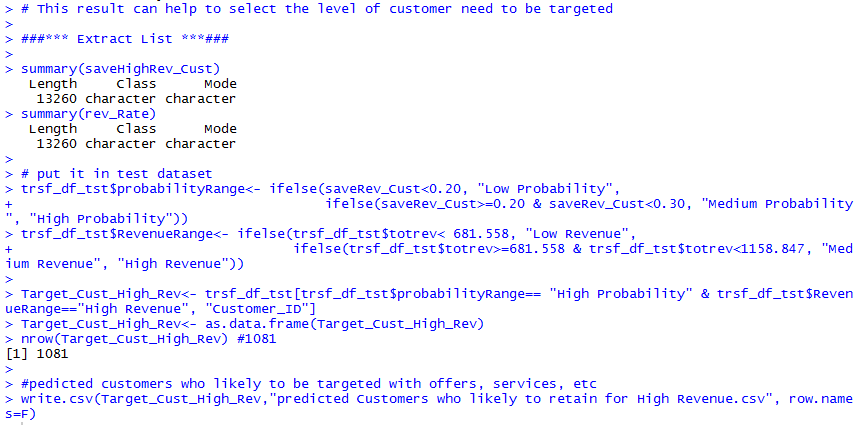 > # This result can help to select the level of customer need to be targeted
>
> ###*** Extract List ***###
>
> summary(saveHighRev_Cust)
   Length     Class      Mode
    13260 character character
> summary(rev_Rate)
   Length     Class      Mode
    13260 character character
>
> # put it in test dataset
> trsf_df_tst$probabilityRange<- ifelse(saveRev_Cust<0.20, "Low Probability",
+                                      ifelse(saveRev_Cust>=0.20 & saveRev_Cust<0.30, "Medium Probability
", "High Probability"))
> trsf_df_tst$RevenueRange<- ifelse(trsf_df_tst$totrev< 681.558, "Low Revenue",
+                                  ifelse(trsf_df_tst$totrev>=681.558 & trsf_df_tst$totrev<1158.847, "Med
ium Revenue", "High Revenue"))
>
> Target_Cust_High_Rev<- trsf_df_tst[trsf_df_tst$probabilityRange== "High Probability" & trsf_df_tst$Reven
ueRange=="High Revenue", "Customer_ID"]
> Target_Cust_High_Rev<- as.data.frame(Target_Cust_High_Rev)
> nrow(Target_Cust_High_Rev) #1081
[1] 1081
>
> #pedicted customers who likely to be targeted with offers, services, etc
> write.csv(Target_Cust_High_Rev,"predicted Customers who likely to retain for High Revenue.csv", row.name
s=F)